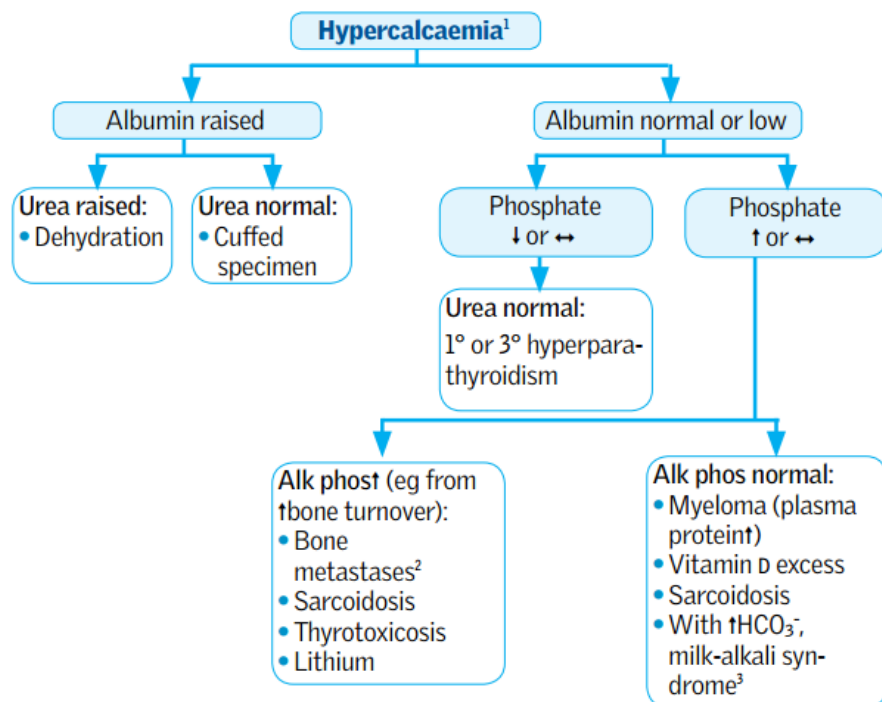 Hypercalcaemia¹
Albumin raised
Albumin normal or low
Urea raised:
• Dehydration
Urea normal:
• Cuffed
specimen
Phosphate
↓ or ↔
Phosphate
↑ or ↔
Urea normal:
1° or 3° hyperpara-
thyroidism
Alk phos↑ (eg from
↑bone turnover):
• Bone
metastases²
• Sarcoidosis
• Thyrotoxicosis
• Lithium
Alk phos normal:
• Myeloma (plasma
protein↑)
• Vitamin D excess
• Sarcoidosis
• With ↑HCO₃⁻,
milk-alkali syn-
drome³